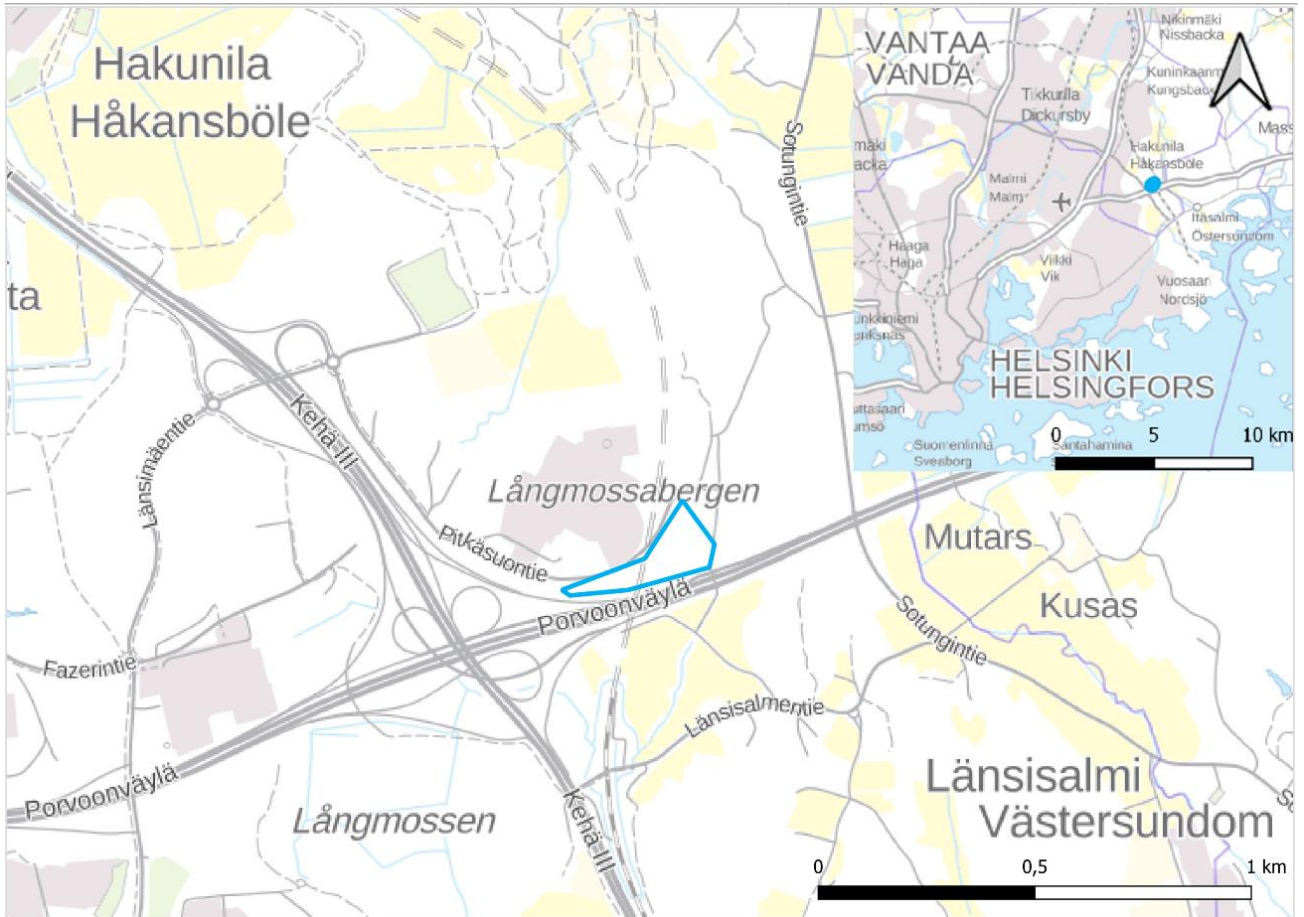 Hakunila
Håkansböle
ta
Sotungintie
Kehä III
Länsimäentie
Långmossabergen
Pitkäsuontie
Porvoonväylä
Mutars
Kusas
Sotungintie
Fazerintie
Länsisalmentie
Porvoonväylä
Långmossen
Kehä III
Länsisalmi
Västersundom
0 0,5 1 km
VANTAA
VANDA
Nikinmäki
Nissbacka
Tikkurila
Dickursby
Hakunila
Håkansböle
mäki
acka
Malmi
Malm
Östersundom
Haaga
Haga
Viikki
Vik
Vuosaari
Nordsjö
HELSINKI
HELSINGFORS
Suomenlinna
Sveaborg
Santahamina
0 5 10 km